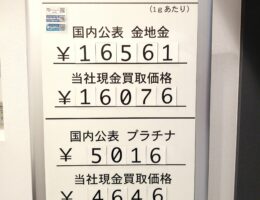 (1gあたり)
国内公表 金地金
¥16561
当社現金買取価格
¥16076
国内公表 プラチナ
¥5016
当社現金買取価格
¥4646